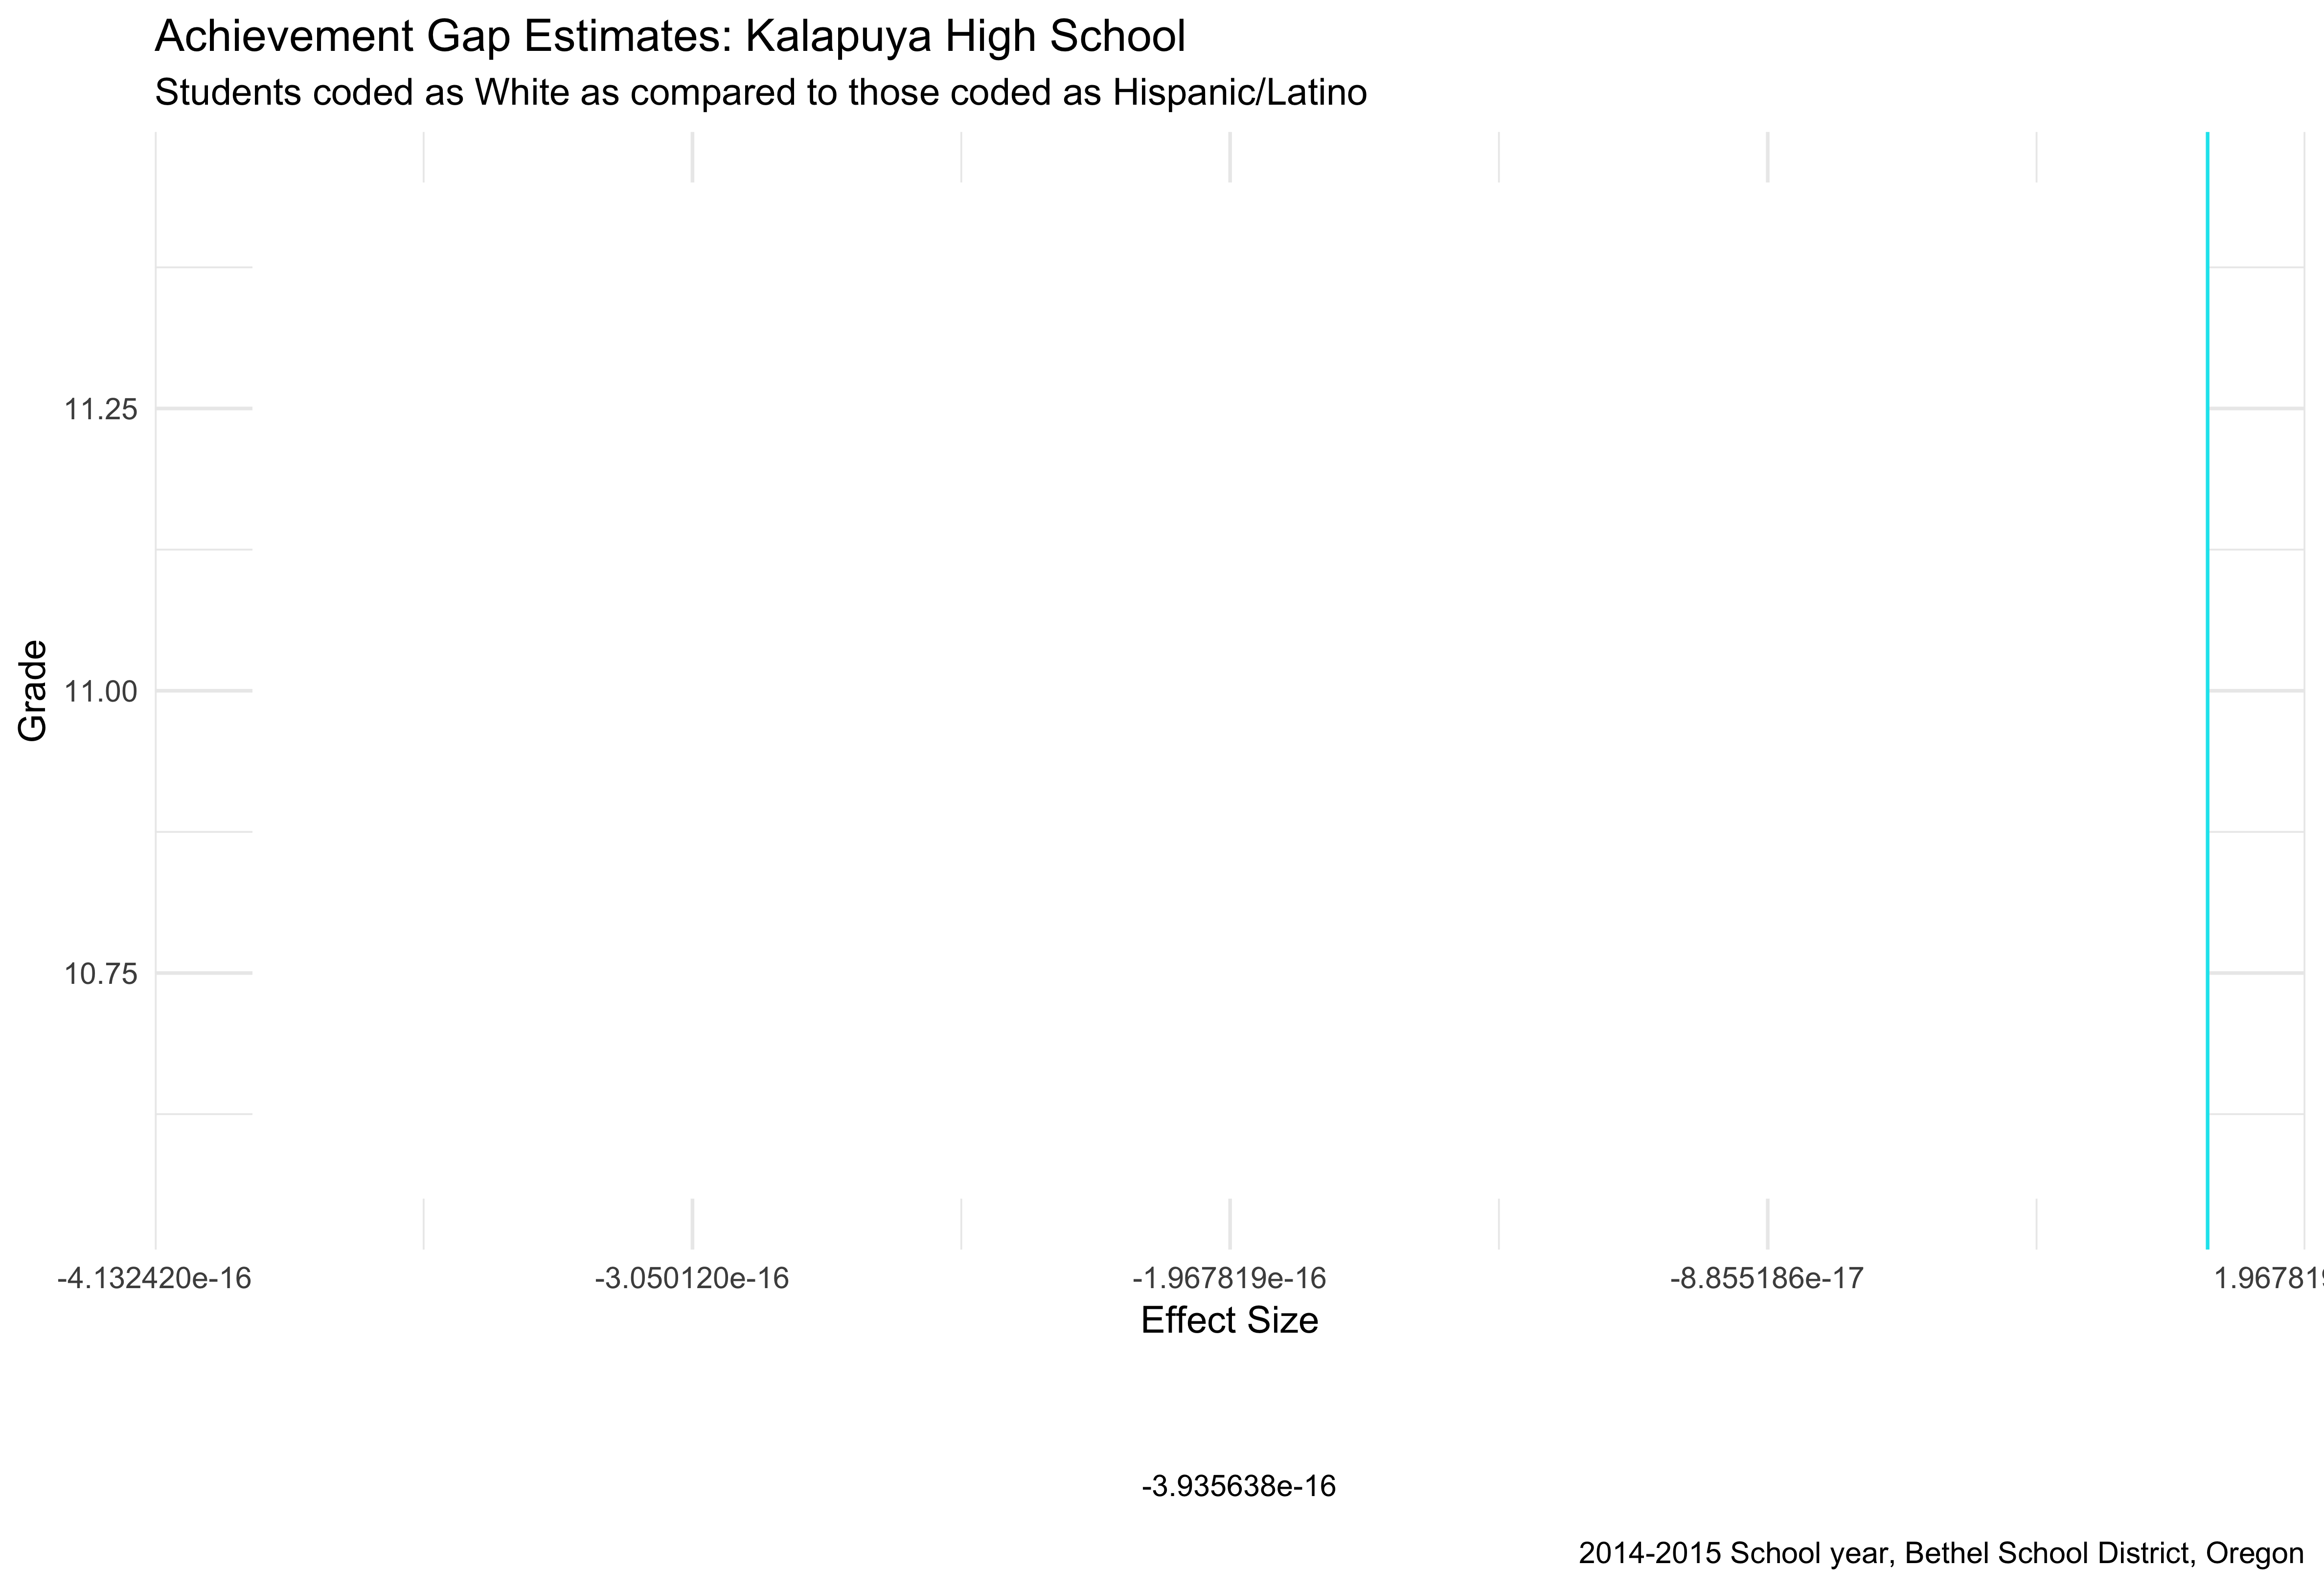 Achievement Gap Estimates: Kalapuya High School
Students coded as White as compared to those coded as Hispanic/Latino
11.25
11.00
10.75
Grade
-4.132420e-16 -3.050120e-16 -1.967819e-16 -8.855186e-17
Effect Size
-3.935638e-16
2014-2015 School year, Bethel School District, Oregon